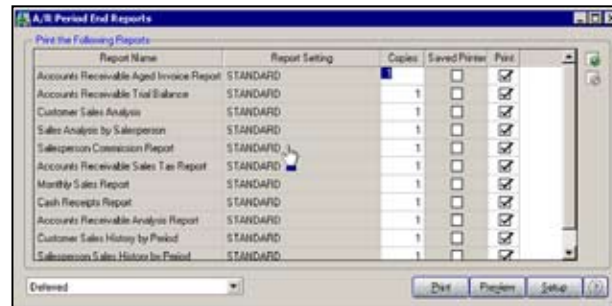 A/R Period End Reports
Print the Following Reports
Report Name Report Setting Copies Saved Printer Print
Accounts Receivable Aged Invoice Report STANDARD 1
Accounts Receivable Trial Balance STANDARD 1
Customer Sales Analysis STANDARD 1
Sales Analysis by Salesperson STANDARD 1
Salesperson Commission Report STANDARD 1
Accounts Receivable Sales Tax Report STANDARD 1
Monthly Sales Report STANDARD 1
Cash Receipts Report STANDARD 1
Accounts Receivable Analysis Report STANDARD 1
Customer Sales History by Period STANDARD 1
Salesperson Sales History by Period STANDARD 1
Deferred Print Preview Setup